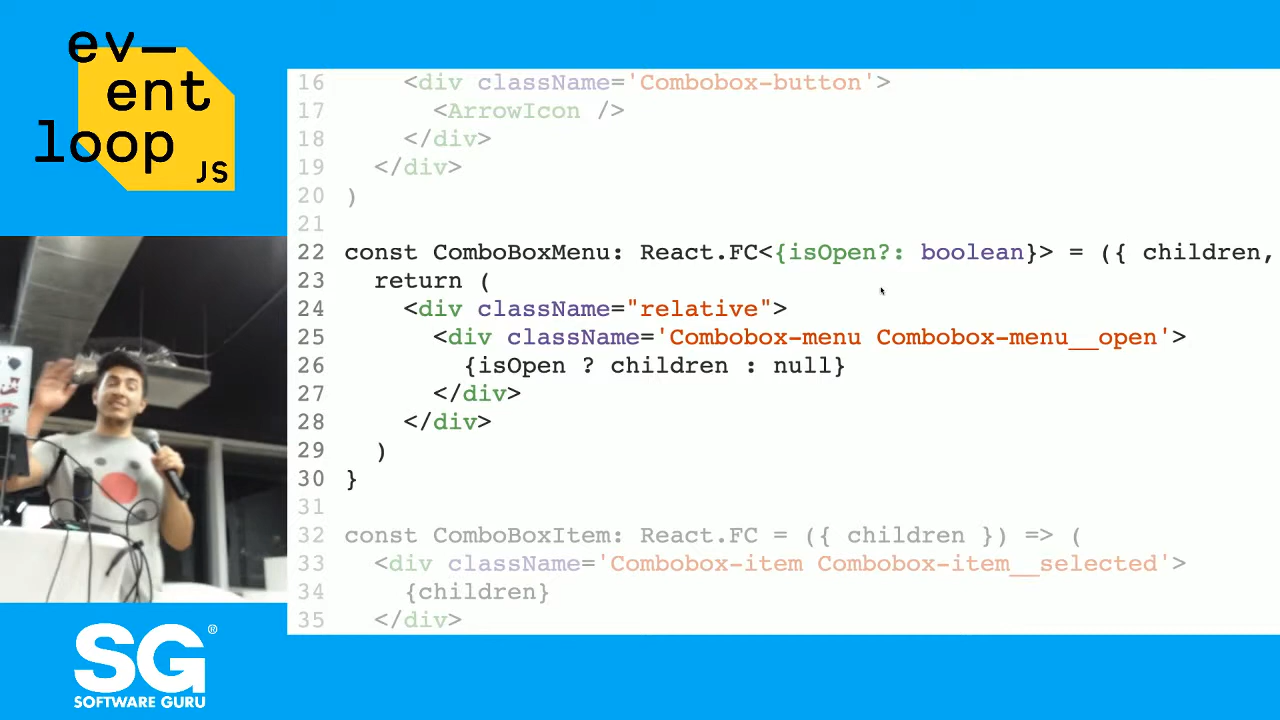 ev—
ent
loop
JS
16 <div className='Combobox-button'>
17 <ArrowIcon />
18 </div>
19 </div>
20 )
21
22 const ComboBoxMenu: React.FC<{isOpen?: boolean}> = ({ children,
23 return (
24 <div className="relative">
25 <div className='Combobox-menu Combobox-menu__open'>
26 {isOpen ? children : null}
27 </div>
28 </div>
29 )
30 }
31
32 const ComboBoxItem: React.FC = ({ children }) => (
33 <div className='Combobox-item Combobox-item__selected'>
34 {children}
35 </div>
SG®
SOFTWARE GURU